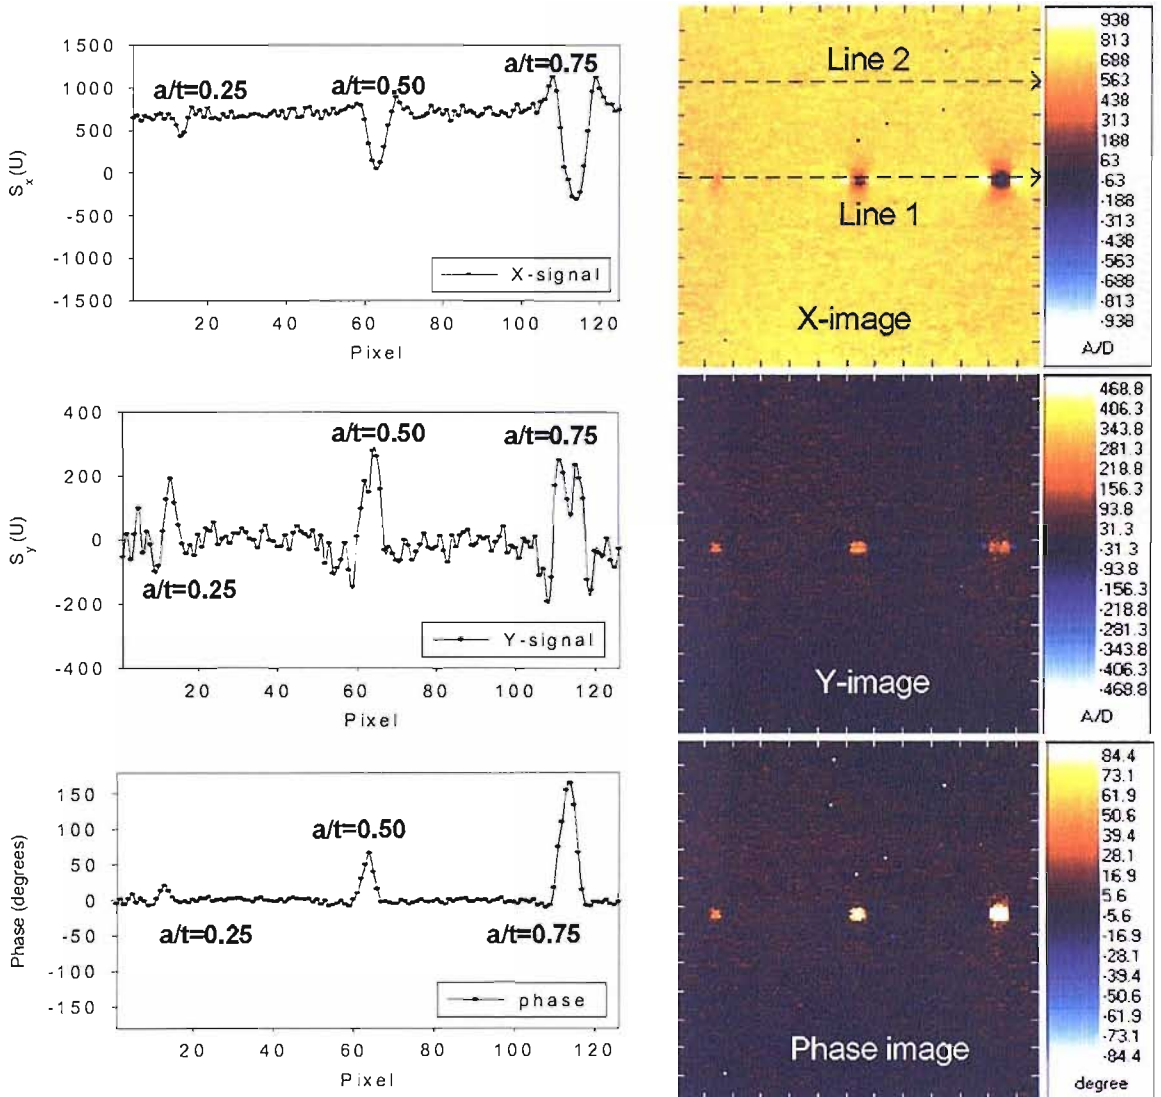 1500
1000
500
0
-500
-1000
-1500
S_x (U)
a/t=0.25
a/t=0.50
a/t=0.75
X-signal
20 40 60 80 100 120
Pixel
Line 2
Line 1
X-image
938
813
688
563
438
313
188
63
-63
-188
-313
-438
-563
-688
-813
-938
A/D
400
200
0
-200
-400
S_y (U)
a/t=0.50
a/t=0.75
a/t=0.25
Y-signal
20 40 60 80 100 120
Pixel
Y-image
468.8
406.3
343.8
281.3
218.8
156.3
93.8
31.3
-31.3
-93.8
-156.3
-218.8
-281.3
-343.8
-406.3
-468.8
A/D
150
100
50
0
-50
-100
-150
Phase (degrees)
a/t=0.50
a/t=0.25
a/t=0.75
phase
20 40 60 80 100 120
Pixel
Phase image
84.4
73.1
61.9
50.6
39.4
28.1
16.9
5.6
-5.6
-16.9
-28.1
-39.4
-50.6
-61.9
-73.1
-84.4
degree